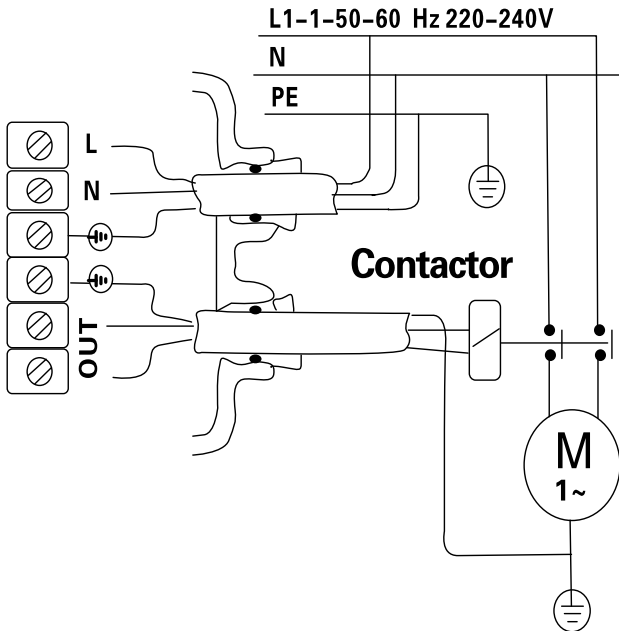 L1-1-50-60 Hz 220-240V
N
PE
L
N
OUT
Contactor
M
1~